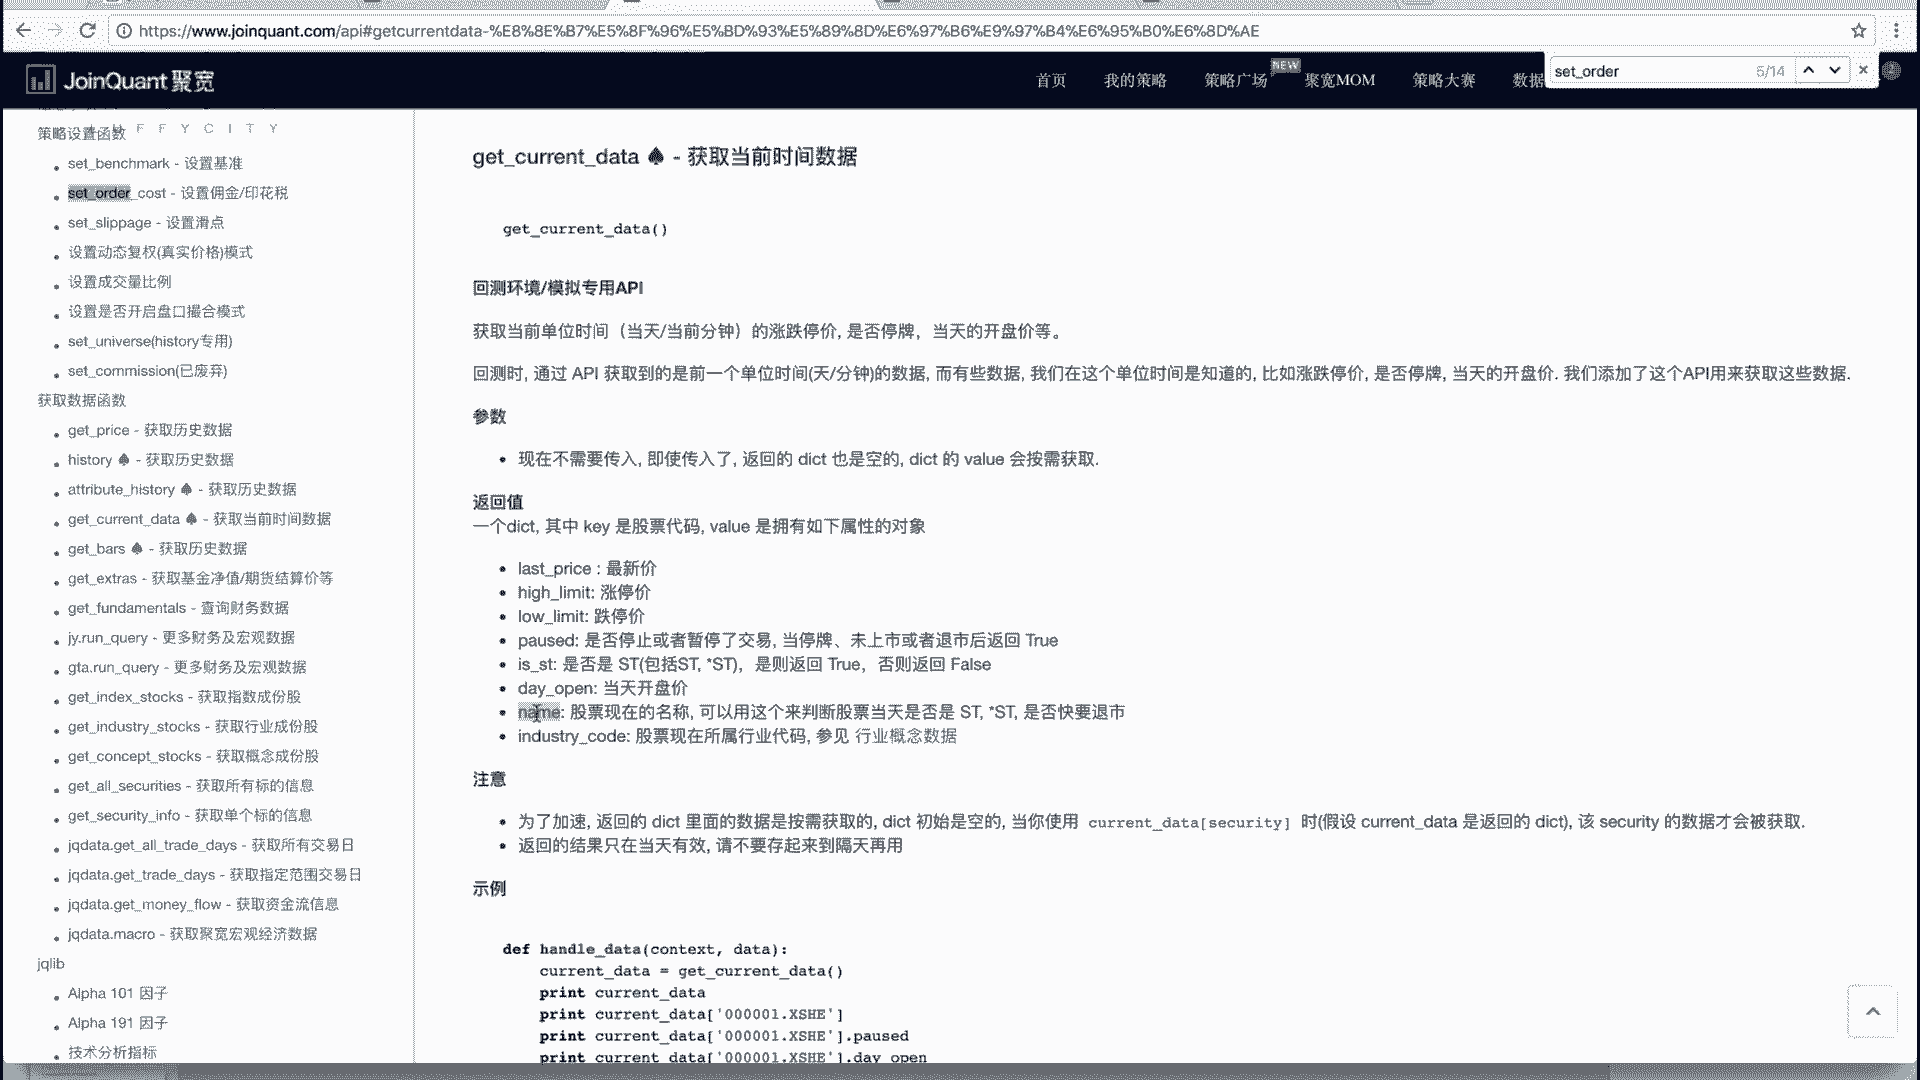 https://www.joinquant.com/api#getcurrentdata-%E8%8E%B7%E5%8F%96%E5%BD%93%E5%89%8D%E6%97%B6%E9%97%B4%E6%95%B0%E6%8D%AE
JoinQuant 聚宽
首页
我的策略
策略广场
NEW
聚宽MOM
策略大赛
数据
set_order
5/14
策略设置函数
F F Y C I T Y
set_benchmark - 设置基准
set_order_cost - 设置佣金/印花税
set_slippage - 设置滑点
设置动态复权(真实价格)模式
设置成交量比例
设置是否开启盘口撮合模式
set_universe(history专用)
set_commission(已废弃)
获取数据函数
get_price - 获取历史数据
history ♠ - 获取历史数据
attribute_history ♠ - 获取历史数据
get_current_data ♠ - 获取当前时间数据
get_bars ♠ - 获取历史数据
get_extras - 获取基金净值/期货结算价等
get_fundamentals - 查询财务数据
jy.run_query - 更多财务及宏观数据
gta.run_query - 更多财务及宏观数据
get_index_stocks - 获取指数成份股
get_industry_stocks - 获取行业成份股
get_concept_stocks - 获取概念成份股
get_all_securities - 获取所有标的信息
get_security_info - 获取单个标的信息
jqdata.get_all_trade_days - 获取所有交易日
jqdata.get_trade_days - 获取指定范围交易日
jqdata.get_money_flow - 获取资金流信息
jqdata.macro - 获取聚宽宏观经济数据
jqlib
Alpha 101 因子
Alpha 191 因子
技术分析指标
get_current_data ♠ - 获取当前时间数据
get_current_data()
回测环境/模拟专用API
获取当前单位时间（当天/当前分钟）的涨跌停价, 是否停牌，当天的开盘价等。
回测时, 通过 API 获取到的是前一个单位时间(天/分钟)的数据, 而有些数据, 我们在这个单位时间是知道的, 比如涨跌停价, 是否停牌, 当天的开盘价. 我们添加了这个API用来获取这些数据.
参数
现在不需要传入, 即使传入了, 返回的 dict 也是空的, dict 的 value 会按需获取.
返回值
一个dict, 其中 key 是股票代码, value 是拥有如下属性的对象
last_price : 最新价
high_limit: 涨停价
low_limit: 跌停价
paused: 是否停止或者暂停了交易, 当停牌、未上市或者退市后返回 True
is_st: 是否是 ST(包括ST, *ST)，是则返回 True，否则返回 False
day_open: 当天开盘价
name: 股票现在的名称, 可以用这个来判断股票当天是否是 ST, *ST, 是否快要退市
industry_code: 股票现在所属行业代码, 参见 行业概念数据
注意
为了加速, 返回的 dict 里面的数据是按需获取的, dict 初始是空的, 当你使用 current_data[security] 时(假设 current_data 是返回的 dict), 该 security 的数据才会被获取.
返回的结果只在当天有效, 请不要存起来到隔天再用
示例
def handle_data(context, data):
current_data = get_current_data()
print current_data
print current_data['000001.XSHE']
print current_data['000001.XSHE'].paused
print current_data['000001.XSHE'].day_open